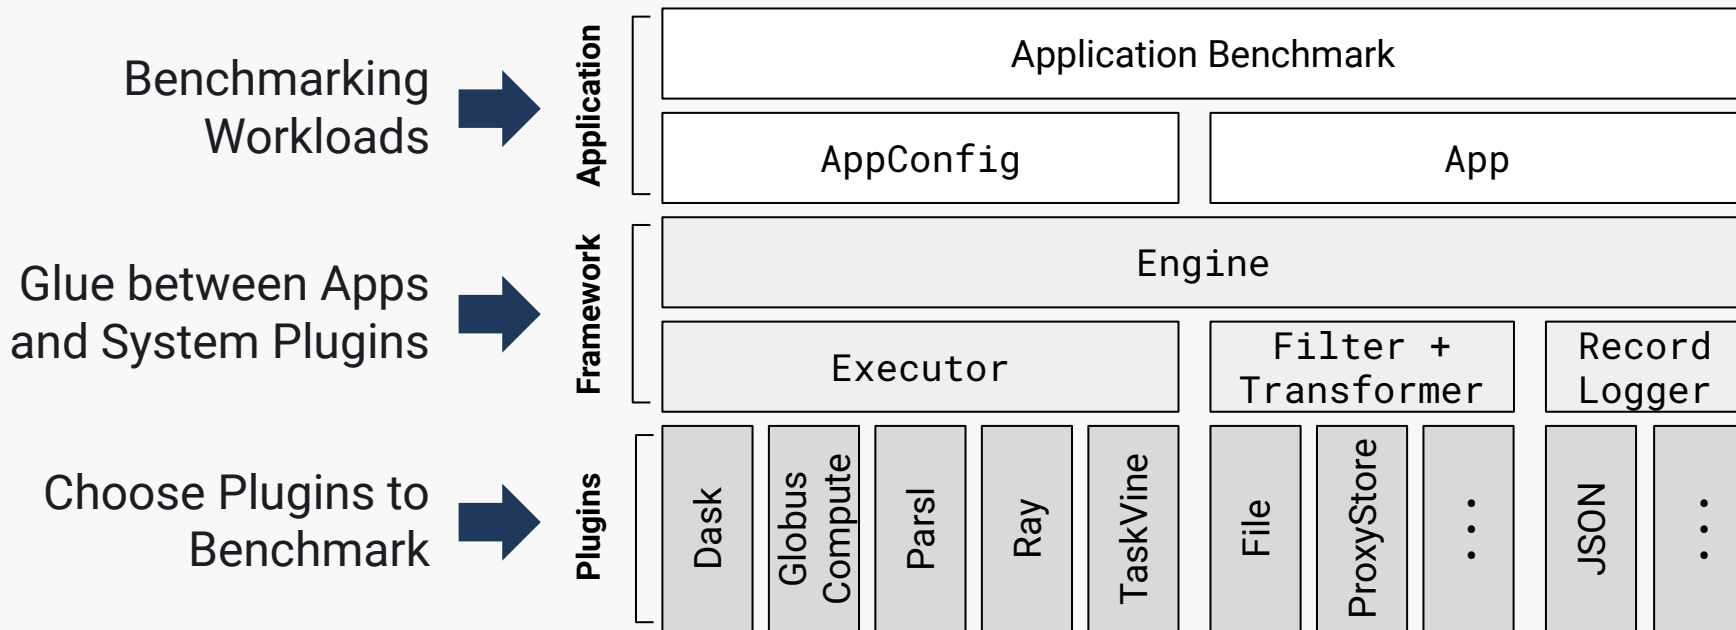 Benchmarking
Workloads
Application
Application Benchmark
AppConfig
App
Glue between Apps
and System Plugins
Framework
Engine
Executor
Filter +
Transformer
Record
Logger
Choose Plugins to
Benchmark
Plugins
Dask
Globus
Compute
Parsl
Ray
TaskVine
File
ProxyStore
...
JSON
...